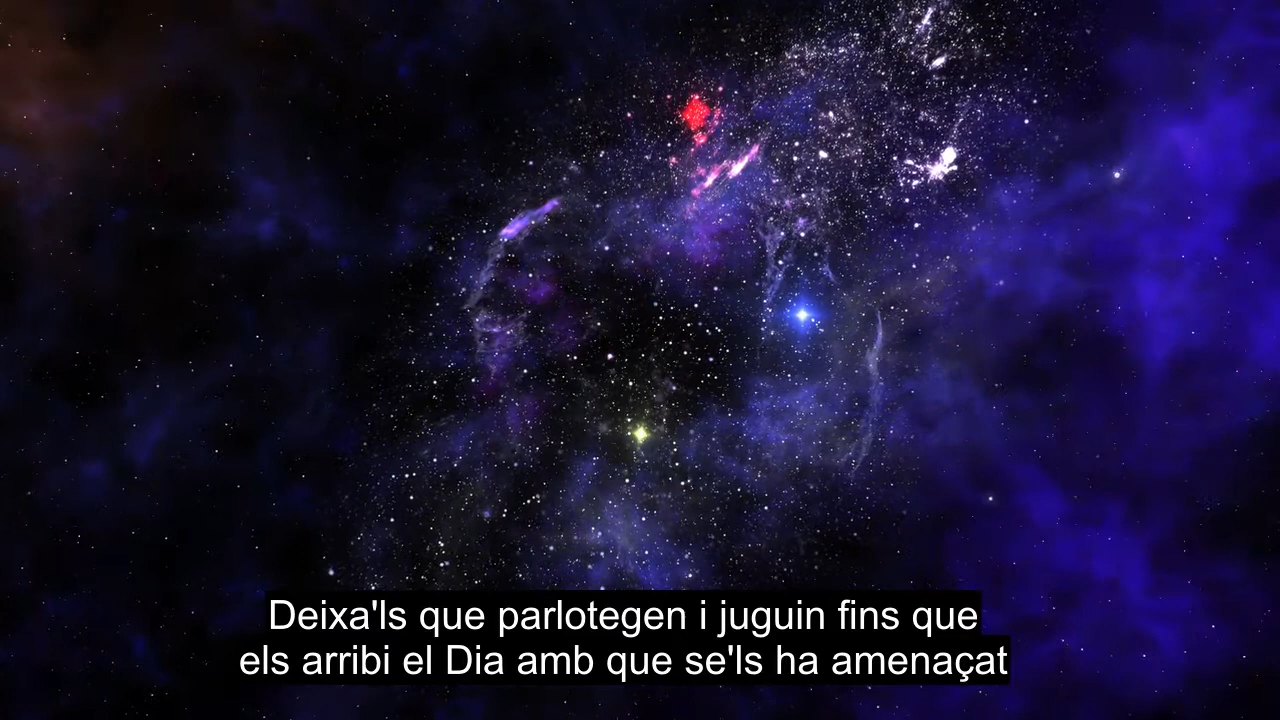 Deixa'ls que parlotegen i juguin fins que
els arribi el Dia amb que se'ls ha amenaçat